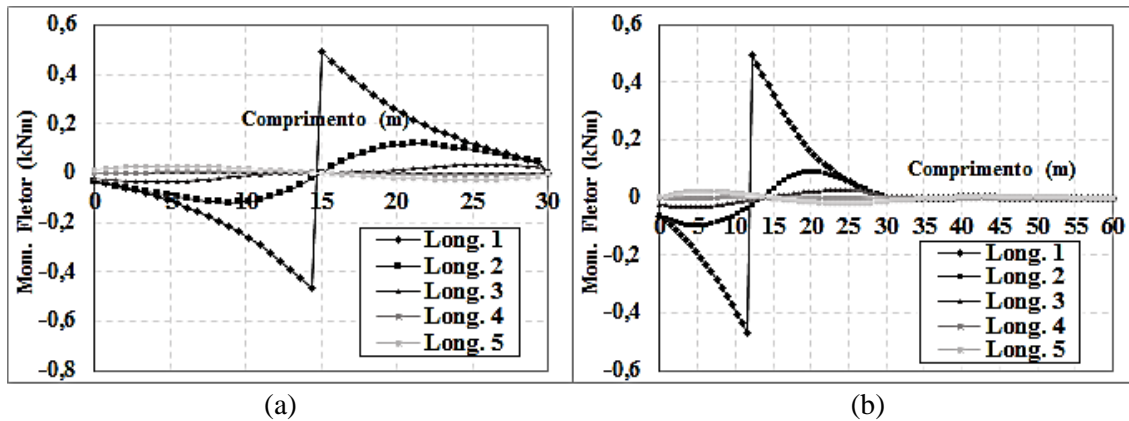 Mom. Fletor (kNm)
0,6
0,4
0,2
0
-0,2
-0,4
-0,6
-0,8
Comprimento (m)
0 5 10 15 20 25 30
Long. 1
Long. 2
Long. 3
Long. 4
Long. 5
(a)
Mom. Fletor (kNm)
0,6
0,4
0,2
0
-0,2
-0,4
-0,6
Comprimento (m)
0 5 10 15 20 25 30 35 40 45 50 55 60
Long. 1
Long. 2
Long. 3
Long. 4
Long. 5
(b)